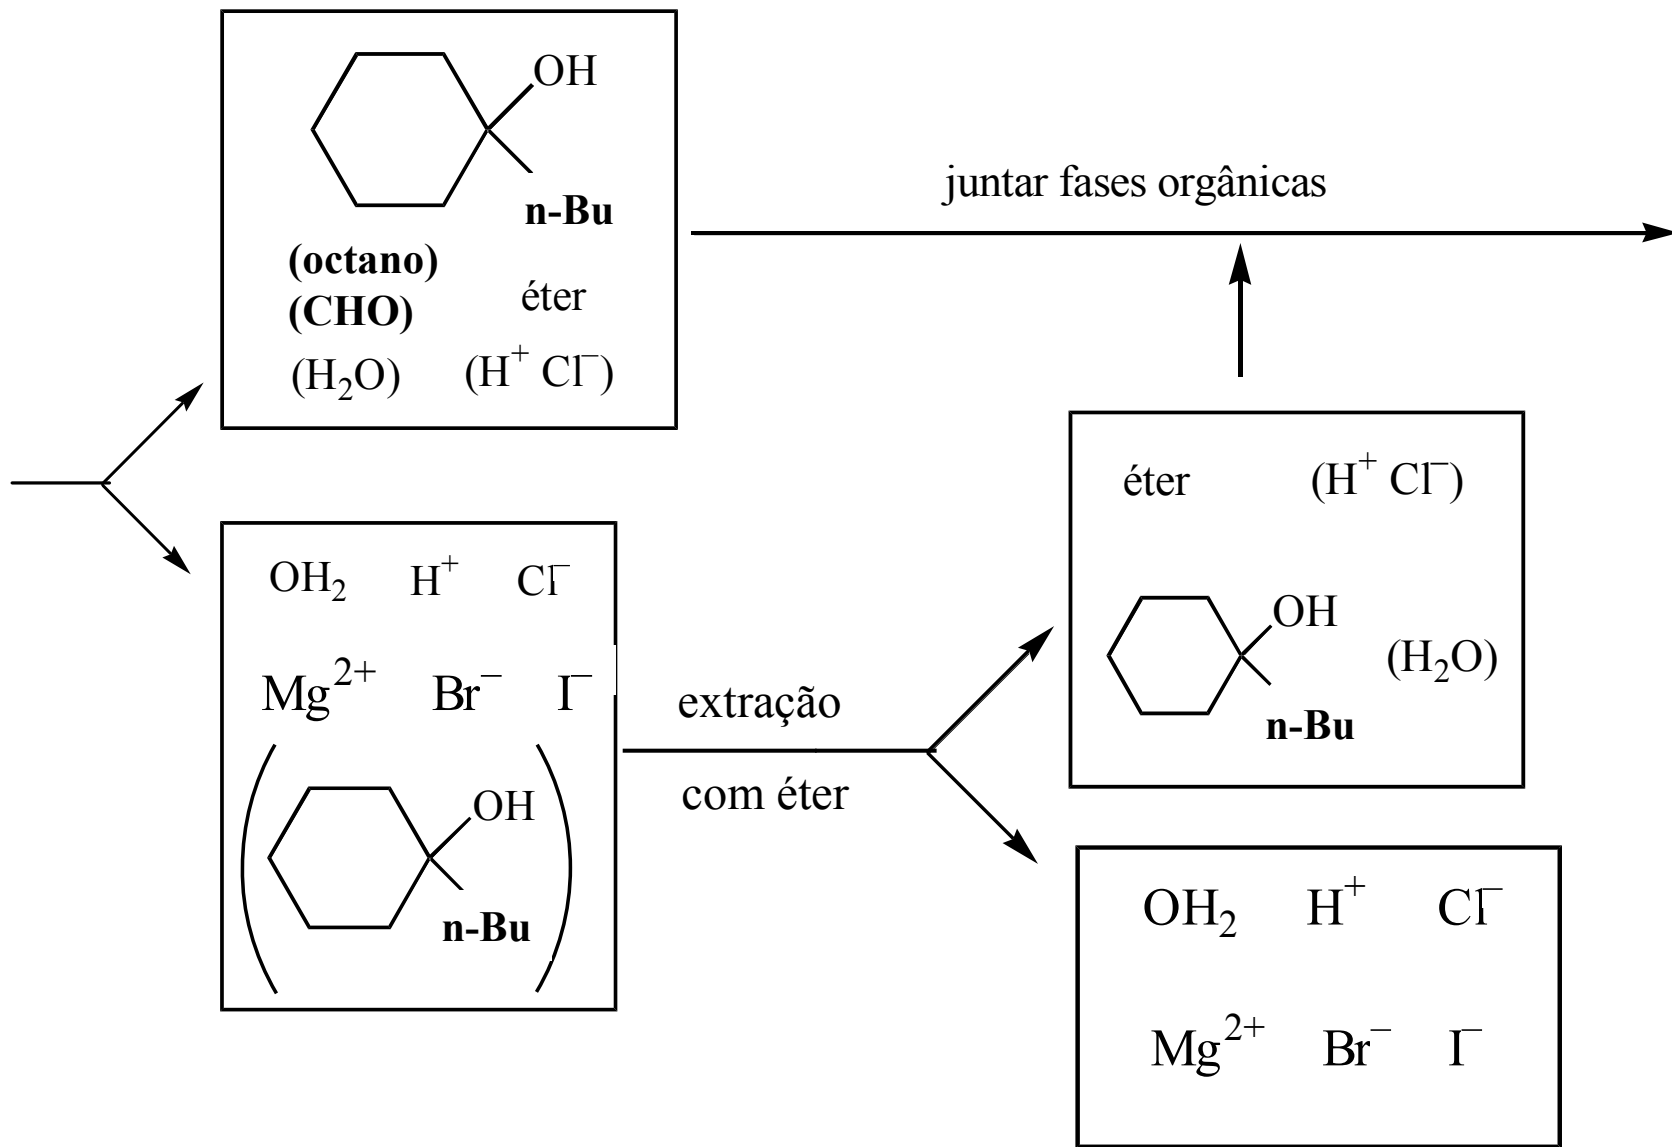 OH
n-Bu
(octano)
(CHO)
éter
(H₂O)
(H⁺ Cl⁻)
juntar fases orgânicas
OH₂ H⁺ Cl⁻
Mg²⁺ Br⁻ I⁻
OH
n-Bu
extração
com éter
éter (H⁺ Cl⁻)
OH
(H₂O)
n-Bu
OH₂ H⁺ Cl⁻
Mg²⁺ Br⁻ I⁻